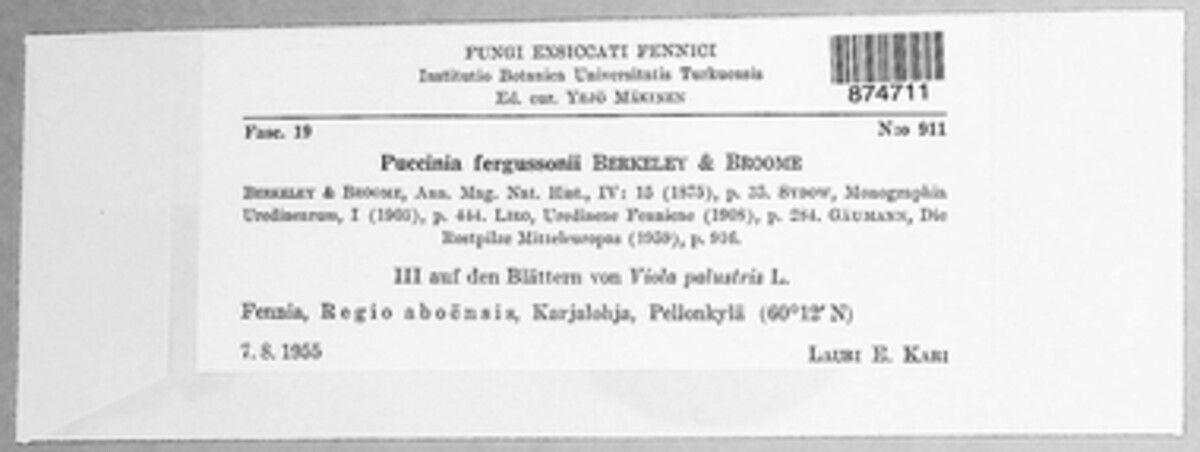 FUNGI EXSICCATI FENNICI
Institutio Botanica Universitatis Turkuensis
Ed. cur. YRJÖ MÄKINEN
874711
Fasc. 19
N:o 911
Puccinia fergussonii BERKELEY & BROOME
BERKELEY & BROOME, Ann. Mag. Nat. Hist., IV: 15 (1875), p. 35. SYDOW, Monographia
Uredinearum, I (1903), p. 444. LIRO, Uredineae Fennicae (1908), p. 284. GÄUMANN, Die
Rostpilze Mitteleuropas (1959), p. 936.
III auf den Blättern von Viola palustris L.
Fennia, Regio aboënsis, Karjalohja, Pellonkylä (60°12' N)
7. 8. 1955
LAURI E. KARI